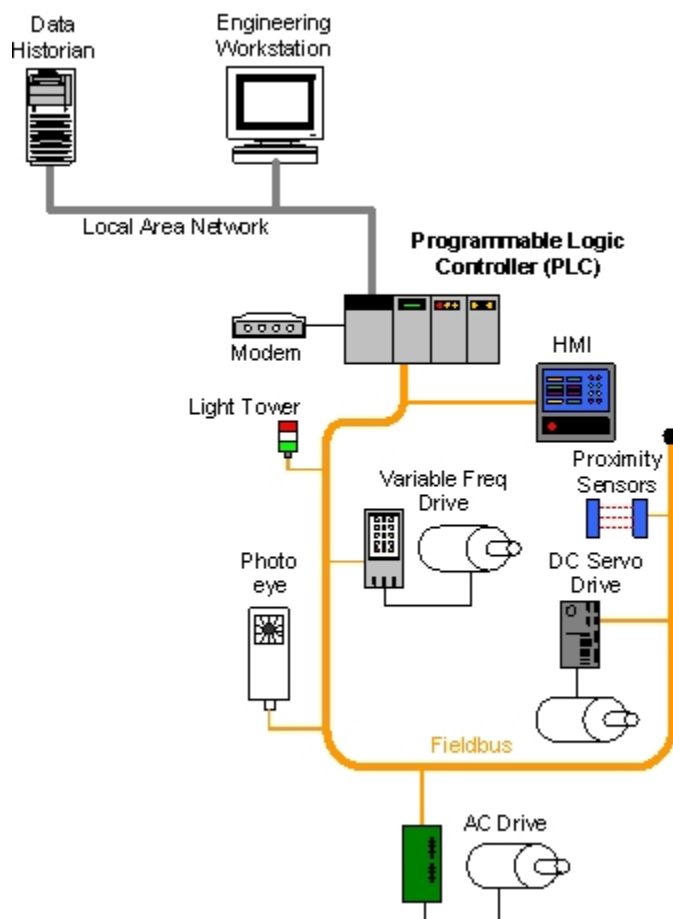 Data
Historian
Engineering
Workstation
Local Area Network
Programmable Logic
Controller (PLC)
Modem
HMI
Light Tower
Proximity
Sensors
Variable Freq
Drive
Photo
eye
DC Servo
Drive
Fieldbus
AC Drive